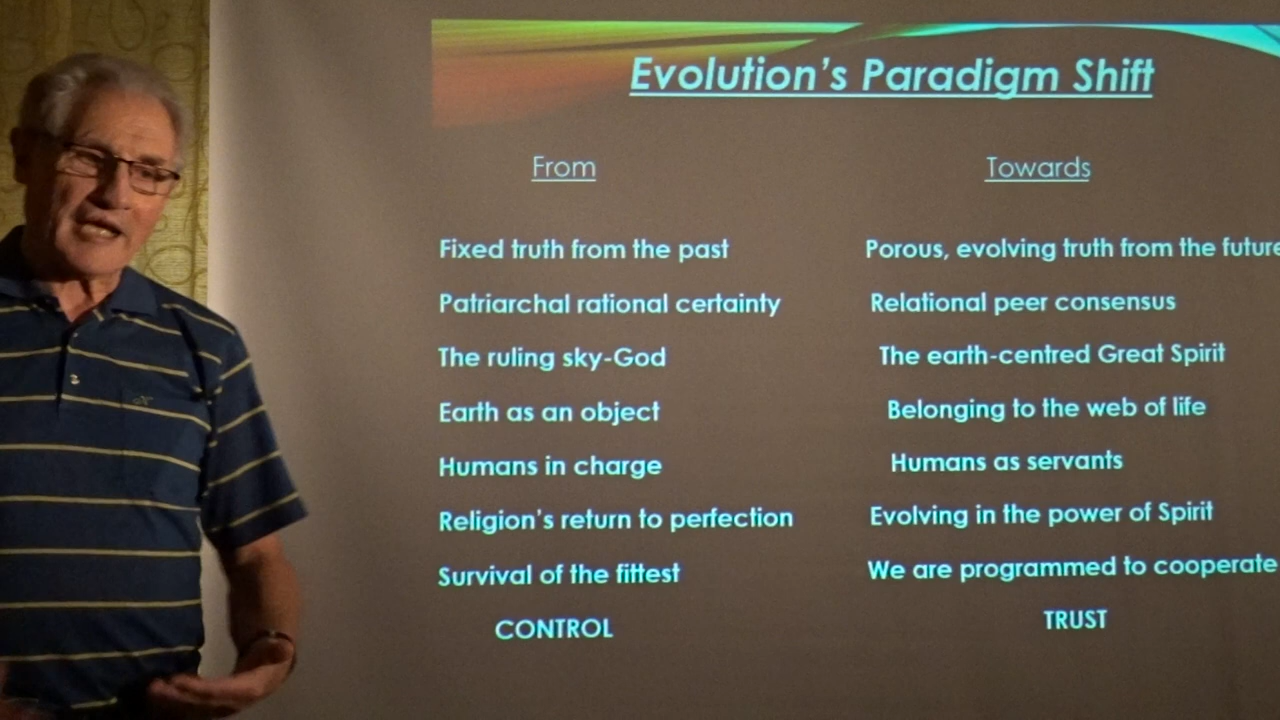 Evolution's Paradigm Shift
From Towards
Fixed truth from the past Porous, evolving truth from the future
Patriarchal rational certainty Relational peer consensus
The ruling sky-God The earth-centred Great Spirit
Earth as an object Belonging to the web of life
Humans in charge Humans as servants
Religion's return to perfection Evolving in the power of Spirit
Survival of the fittest We are programmed to cooperate
CONTROL TRUST